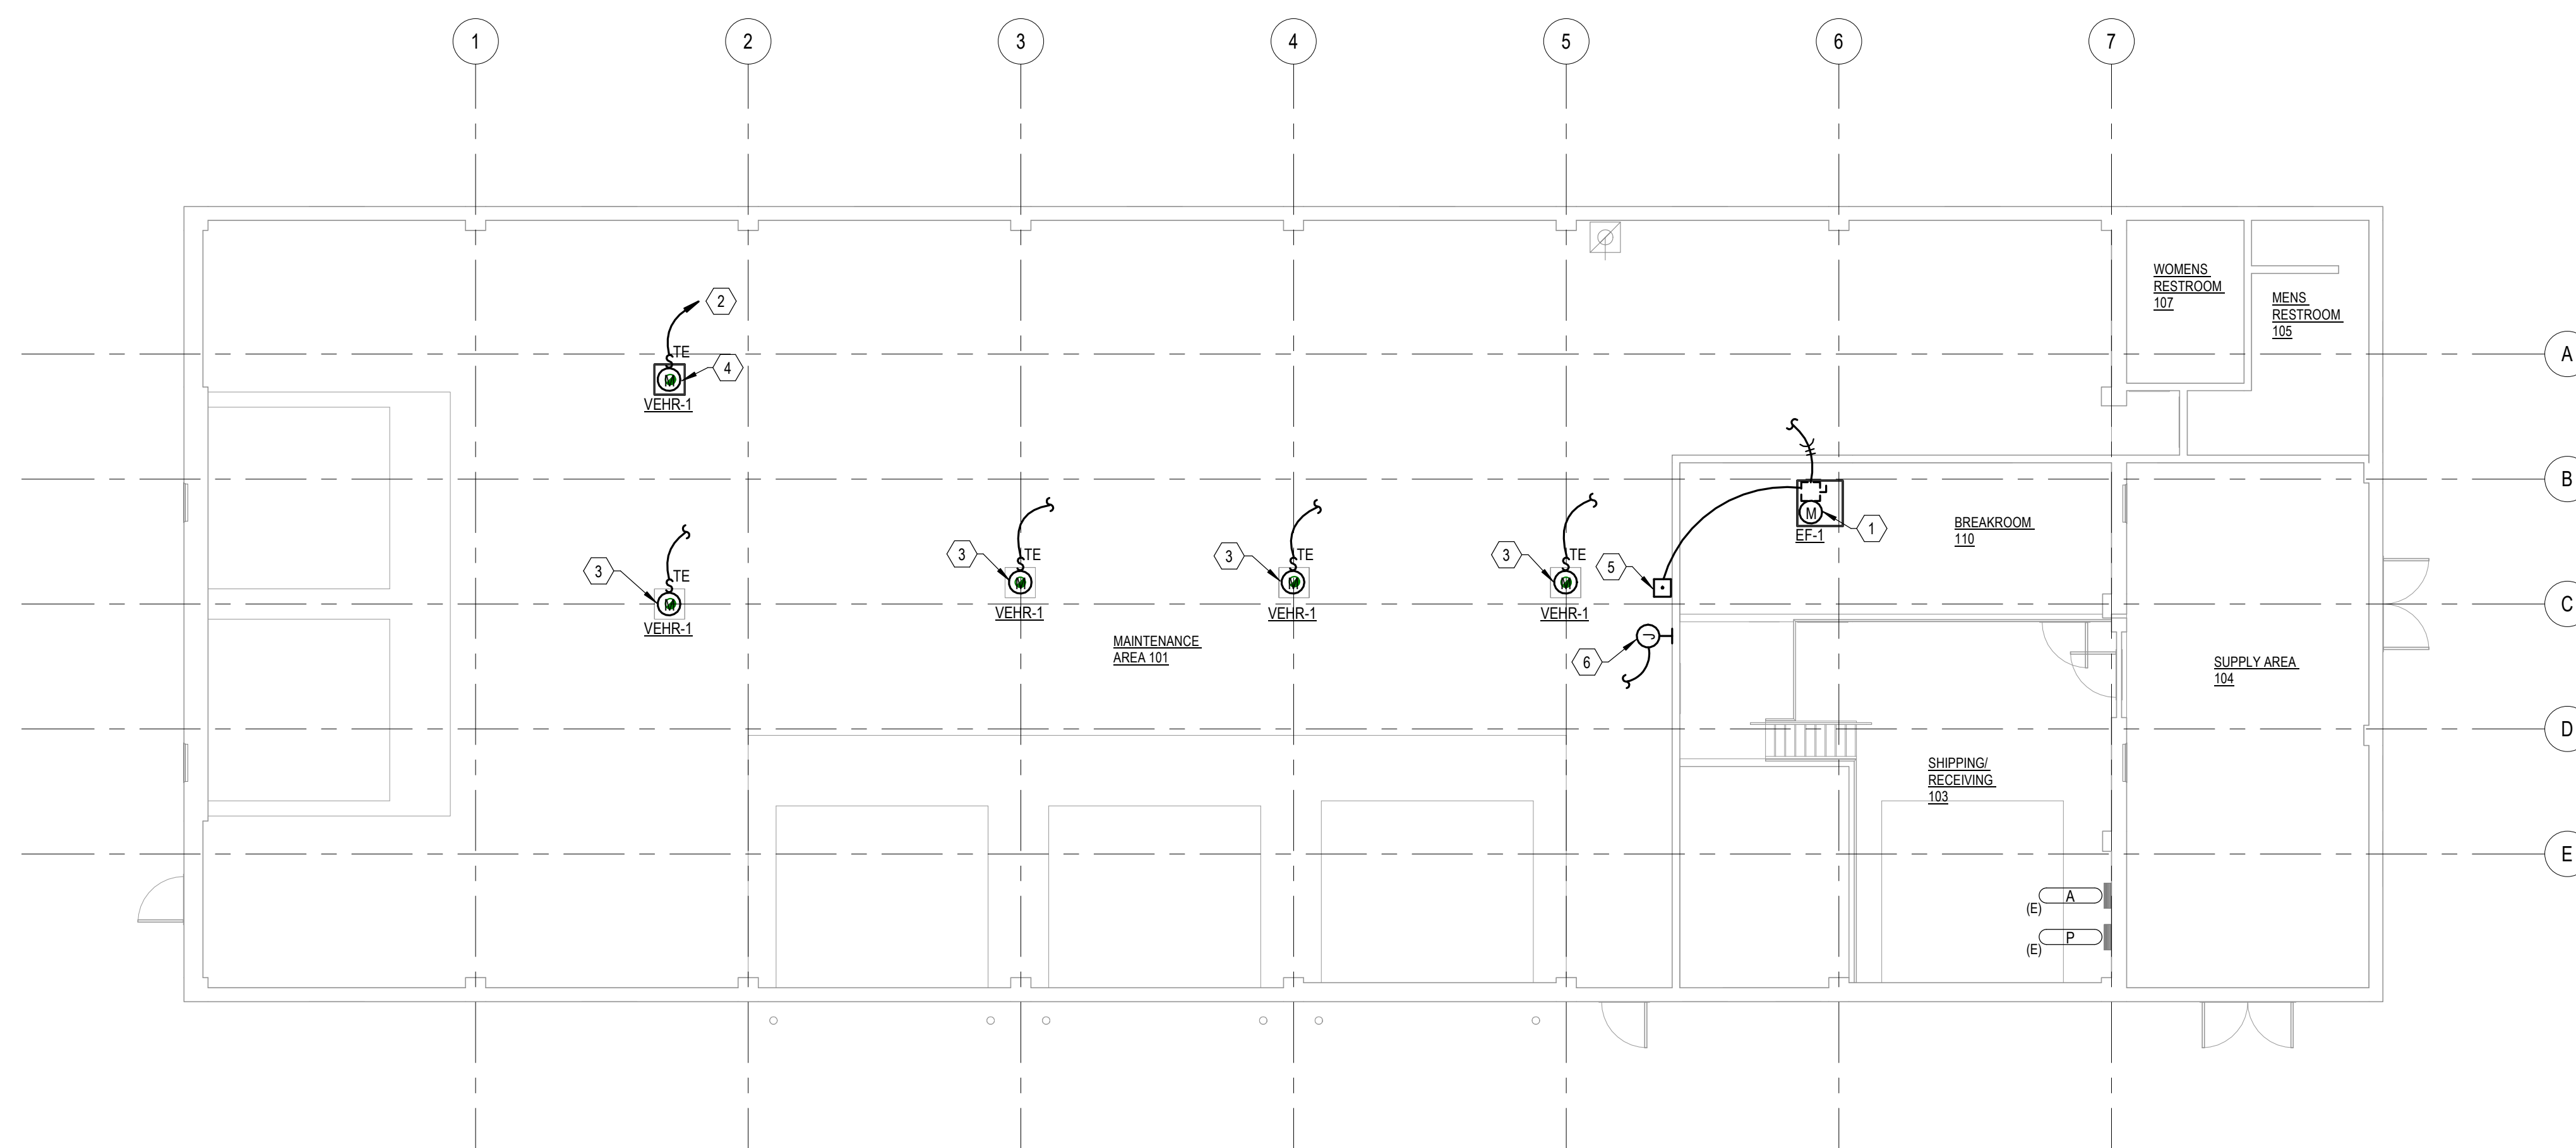 1
2
3
4
5
6
7
WOMENS
RESTROOM
107
MENS
RESTROOM
105
2
TE
4
M
VEHR-1
A
B
3
TE
M
VEHR-1
3
TE
M
VEHR-1
3
TE
M
VEHR-1
3
TE
M
VEHR-1
5
M
EF-1
1
BREAKROOM
110
C
MAINTENANCE
AREA 101
J
6
SUPPLY AREA
104
D
SHIPPING/
RECEIVING
103
E
A
(E)
P
(E)